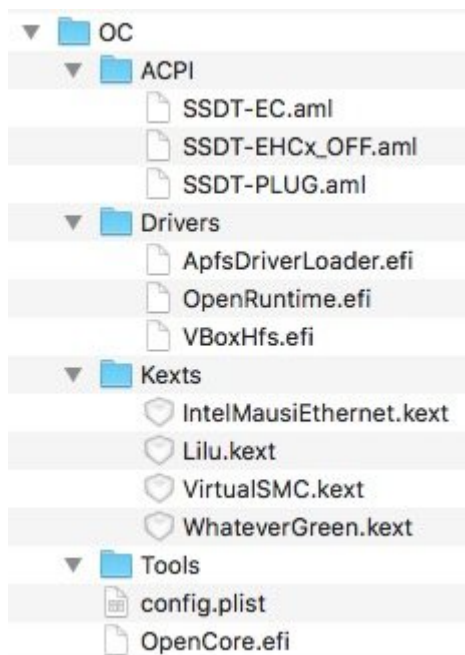 OC
ACPI
SSDT-EC.aml
SSDT-EHCx_OFF.aml
SSDT-PLUG.aml
Drivers
ApfsDriverLoader.efi
OpenRuntime.efi
VBoxHfs.efi
Kexts
IntelMausiEthernet.kext
Lilu.kext
VirtualSMC.kext
WhateverGreen.kext
Tools
config.plist
OpenCore.efi